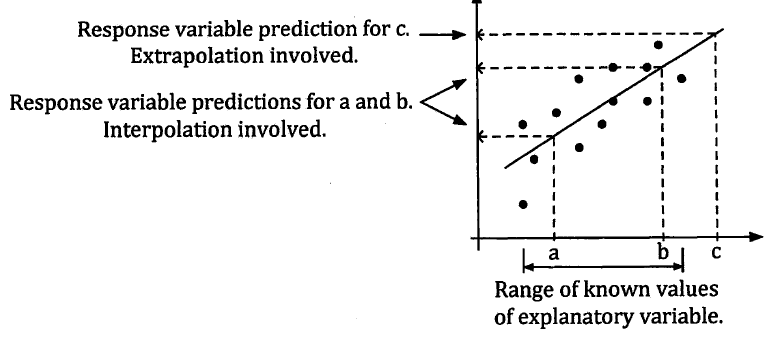 Response variable prediction for c.
Extrapolation involved.
Response variable predictions for a and b.
Interpolation involved.
a b c
Range of known values
of explanatory variable.